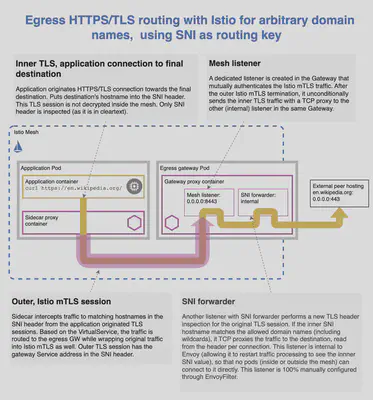 Egress HTTPS/TLS routing with Istio for arbitrary domain
names, using SNI as routing key
Inner TLS, application connection to final
destination
Application originates HTTPS/TLS connection towards the final
destination. Puts destination's hostname into the SNI header.
This TLS session is not decrypted inside the mesh. Only SNI
header is inspected (as it is in cleartext).
Mesh listener
A dedicated listener is created in the Gateway that
mutually authenticates the Istio mTLS traffic. After
the outer Istio mTLS termination, it unconditionally
sends the inner TLS traffic with a TCP proxy to the
other (internal) listener in the same Gateway.
Istio Mesh
Appplication Pod
Appplication container
curl https://en.wikipedia.org/
Sidecar proxy
container
Egress gateway Pod
Gateway proxy container
Mesh listener:
0.0.0.0:8443
SNI forwarder:
internal
External peer hosting
en.wikipedia.org:
0.0.0.0:443
Outer, Istio mTLS session
Sidecar intercepts traffic to matching hostnames in the
SNI header from the application originated TLS
sessions. Based on the VirtualService, the traffic is
routed to the egress GW while wrapping original traffic
into Istio mTLS as well. Outer TLS session has the
gateway Service address in the SNI header.
SNI forwarder
Another listener with SNI forwarder performs a new TLS header
inspection for the original TLS session. If the inner SNI
hostname matches the allowed domain names (including
wildcards), it TCP proxies the traffic to the destination, read
from the header per connection. This listener is internal to
Envoy (allowing it to restart traffic processing to see the innner
SNI value), so that no pods (iniside or outside the mesh) can
connect to it directly. This listener is 100% manually configured
through EnvoyFilter.